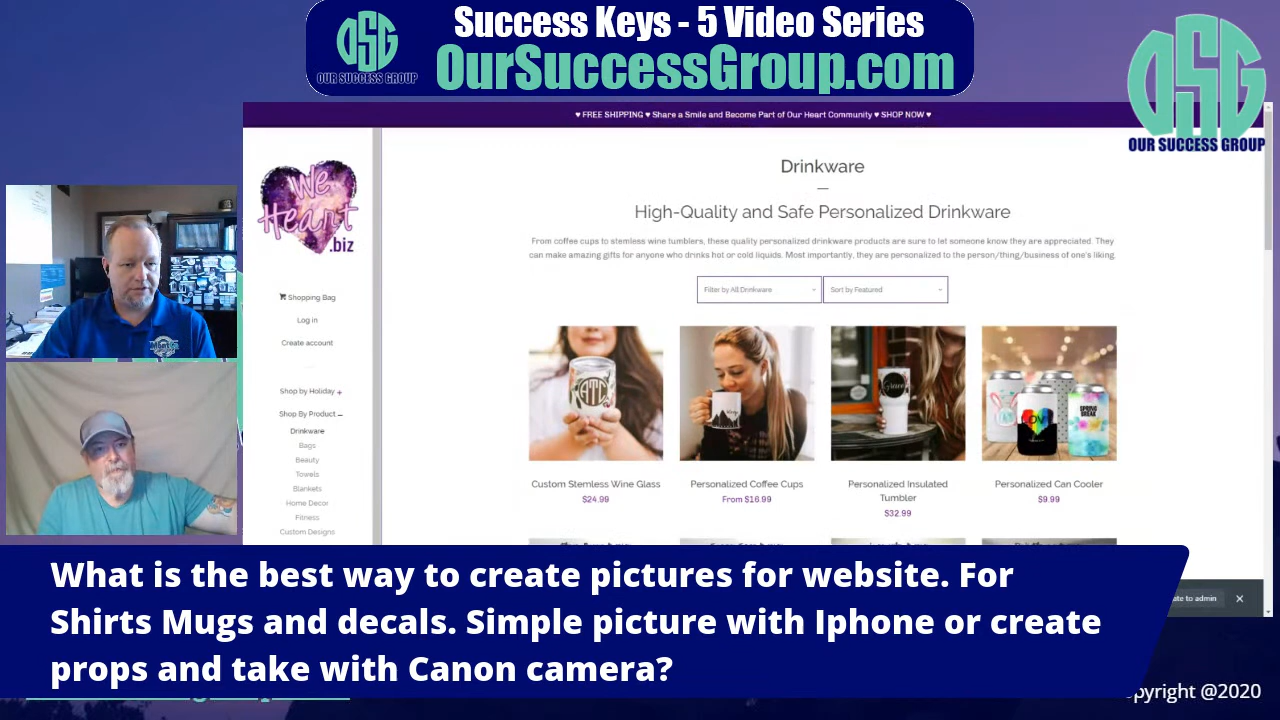 Success Keys - 5 Video Series
OurSuccessGroup.com
OSG
OUR SUCCESS GROUP
OSG
OUR SUCCESS GROUP
♥ FREE SHIPPING ♥ Share a Smile and Become Part of Our Heart Community ♥ SHOP NOW ♥
We
Heart
.biz
Shopping Bag
Log in
Create account
Shop by Holiday +
Shop By Product –
Drinkware
Bags
Beauty
Towels
Blankets
Home Decor
Fitness
Custom Designs
Drinkware
High-Quality and Safe Personalized Drinkware
From coffee cups to stemless wine tumblers, these quality personalized drinkware products are sure to let someone know they are appreciated. They
can make amazing gifts for anyone who drinks hot or cold liquids. Most importantly, they are personalized to the person/thing/business of one's liking.
Filter by All Drinkware
Sort by Featured
Grace
LOVE
SPRING
BREAK
Custom Stemless Wine Glass
$24.99
Personalized Coffee Cups
From $16.99
Personalized Insulated
Tumbler
$32.99
Personalized Can Cooler
$9.99
to admin
What is the best way to create pictures for website. For
Shirts Mugs and decals. Simple picture with Iphone or create
props and take with Canon camera?
pyright @2020